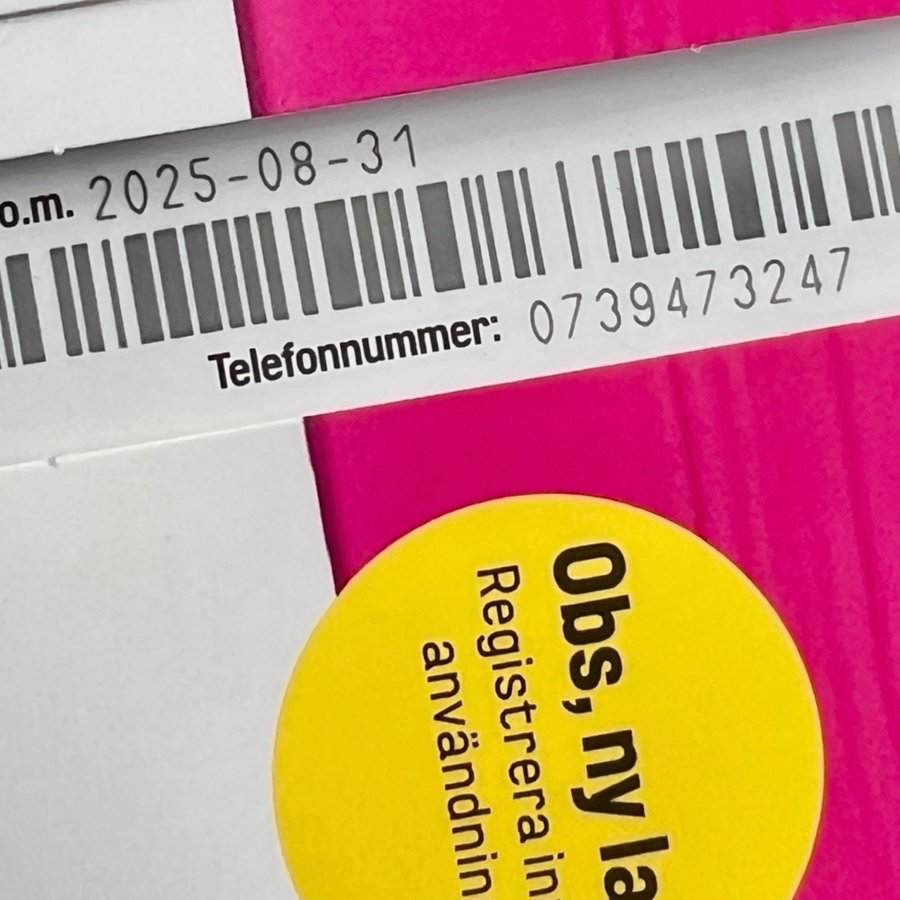 o.m. 2025-08-31
Telefonnummer: 0739473247
Obs, ny la
Registrera in
användnin